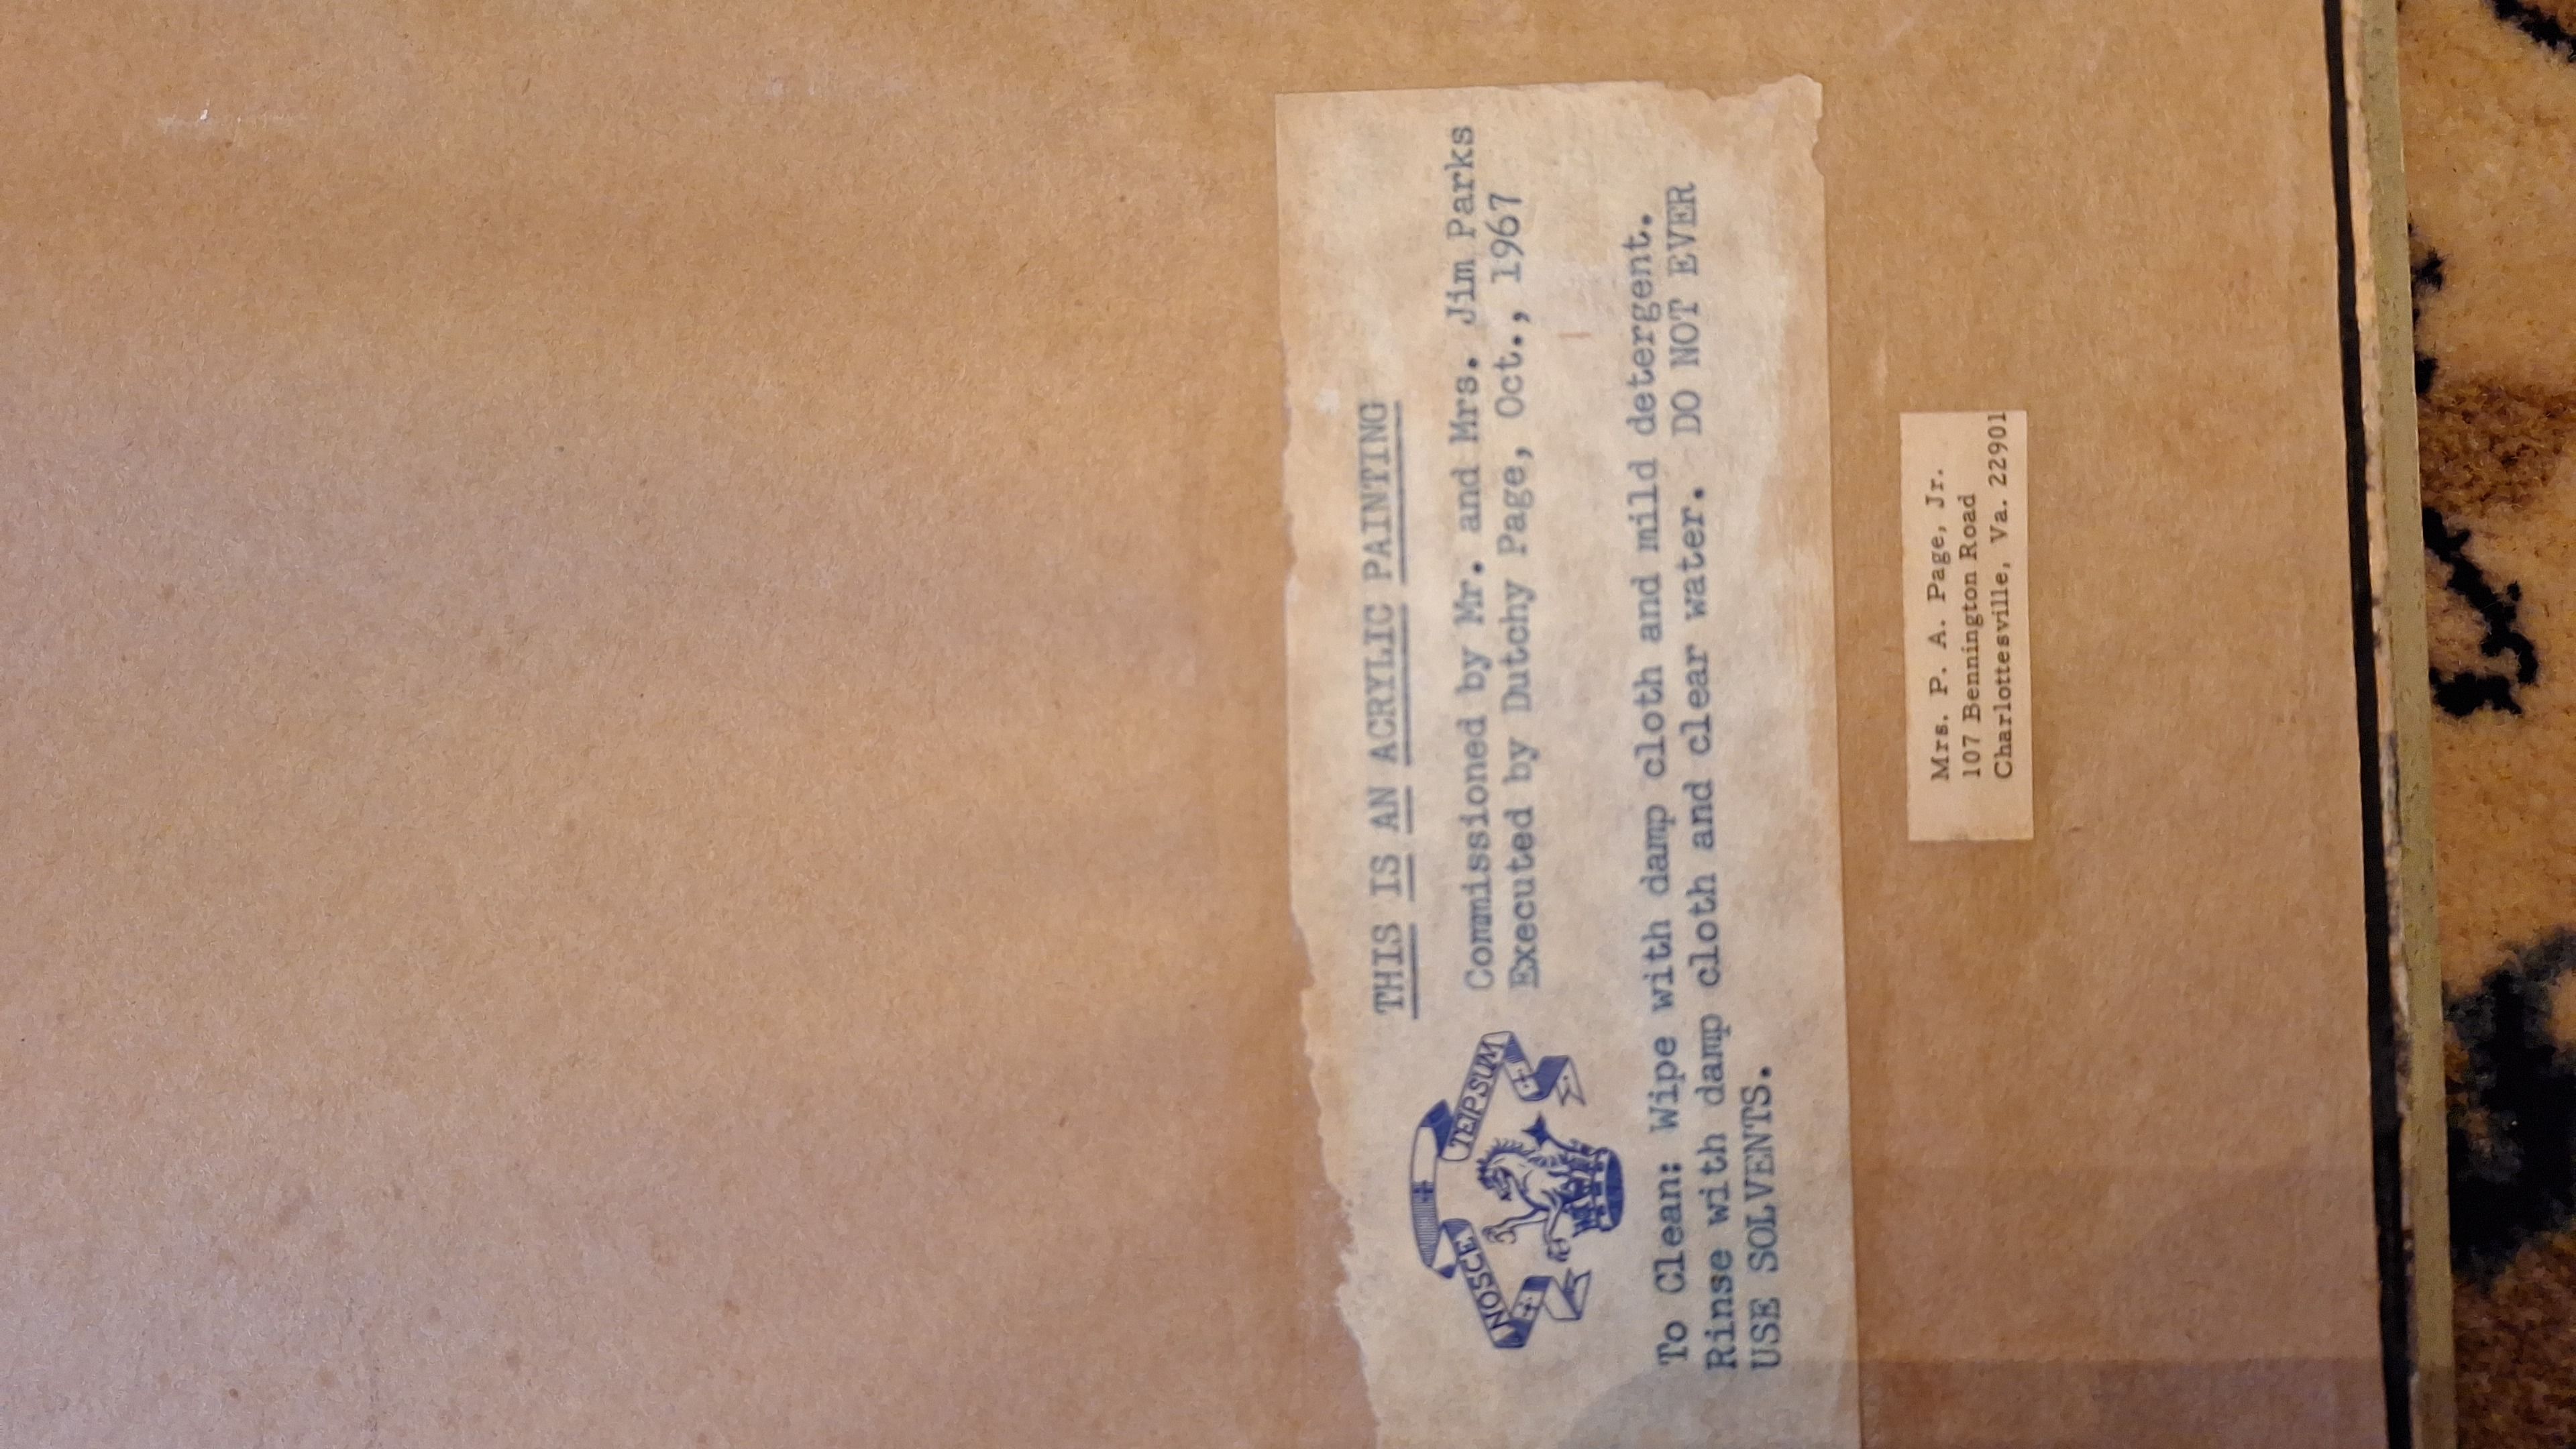 THIS IS AN ACRYLIC PAINTING
NOSCE TEIPSUM
Commissioned by Mr. and Mrs. Jim Parks
Executed by Dutchy Page, Oct., 1967
To Clean: Wipe with damp cloth and mild detergent.
Rinse with damp cloth and clear water. DO NOT EVER
USE SOLVENTS.
Mrs. P. A. Page, Jr.
107 Bennington Road
Charlottesville, Va. 22901